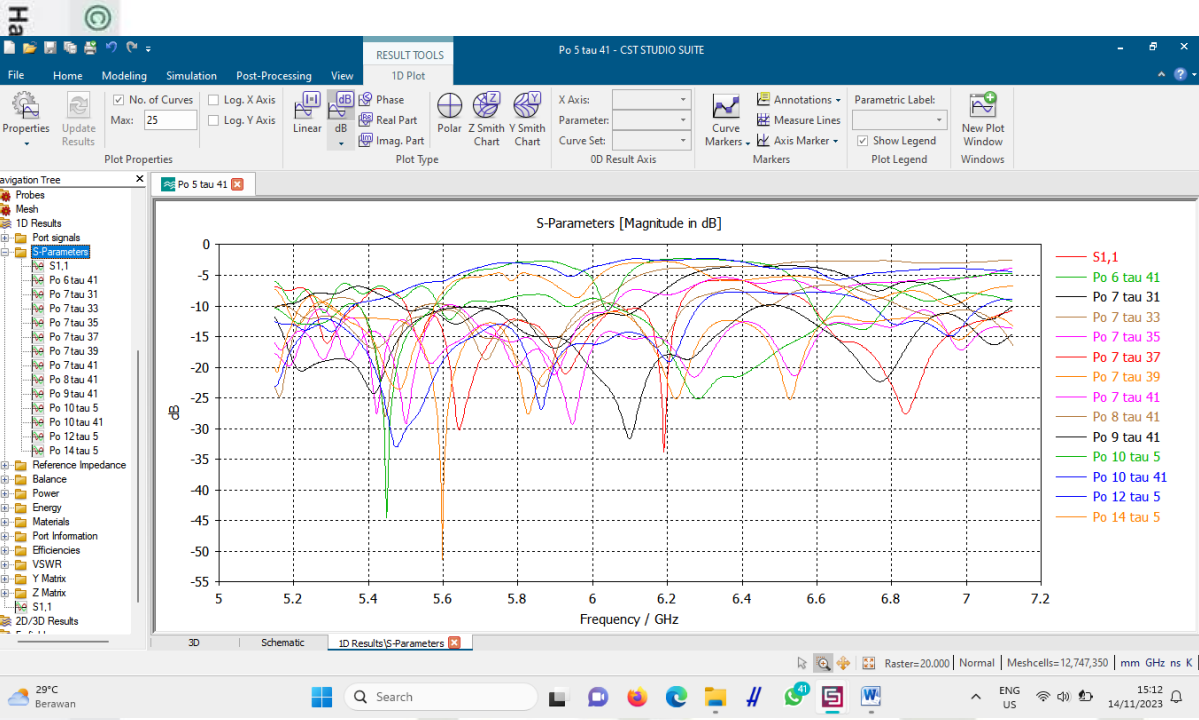 Ha
©
RESULT TOOLS
Po 5 tau 41 - CST STUDIO SUITE
File Home Modeling Simulation Post-Processing View 1D Plot
Properties
Update Results
No. of Curves
Max: 25
Log. X Axis
Log. Y Axis
Plot Properties
Linear
dB
Phase
Real Part
Imag. Part
Polar
Z Smith Chart
Y Smith Chart
Plot Type
X Axis:
Parameter:
Curve Set:
0D Result Axis
Curve Markers
Annotations
Measure Lines
Axis Marker
Markers
Parametric Label:
Show Legend
Plot Legend
New Plot Window
Windows
avigation Tree
Probes
Mesh
1D Results
Port signals
S-Parameters
S1,1
Po 6 tau 41
Po 7 tau 31
Po 7 tau 33
Po 7 tau 35
Po 7 tau 37
Po 7 tau 39
Po 7 tau 41
Po 8 tau 41
Po 9 tau 41
Po 10 tau 5
Po 10 tau 41
Po 12 tau 5
Po 14 tau 5
Reference Impedance
Balance
Power
Energy
Materials
Port Information
Efficiencies
VSWR
Y Matrix
Z Matrix
S1,1
2D/3D Results
Po 5 tau 41
S-Parameters [Magnitude in dB]
0
-5
-10
-15
-20
-25
-30
-35
-40
-45
-50
-55
dB
5 5.2 5.4 5.6 5.8 6 6.2 6.4 6.6 6.8 7 7.2
Frequency / GHz
S1,1
Po 6 tau 41
Po 7 tau 31
Po 7 tau 33
Po 7 tau 35
Po 7 tau 37
Po 7 tau 39
Po 7 tau 41
Po 8 tau 41
Po 9 tau 41
Po 10 tau 5
Po 10 tau 41
Po 12 tau 5
Po 14 tau 5
3D Schematic 1D Results\S-Parameters
Raster=20.000 Normal Meshcells=12,747,350 mm GHz ns K
29°C
Berawan
Search
41
ENG
US
15:12
14/11/2023